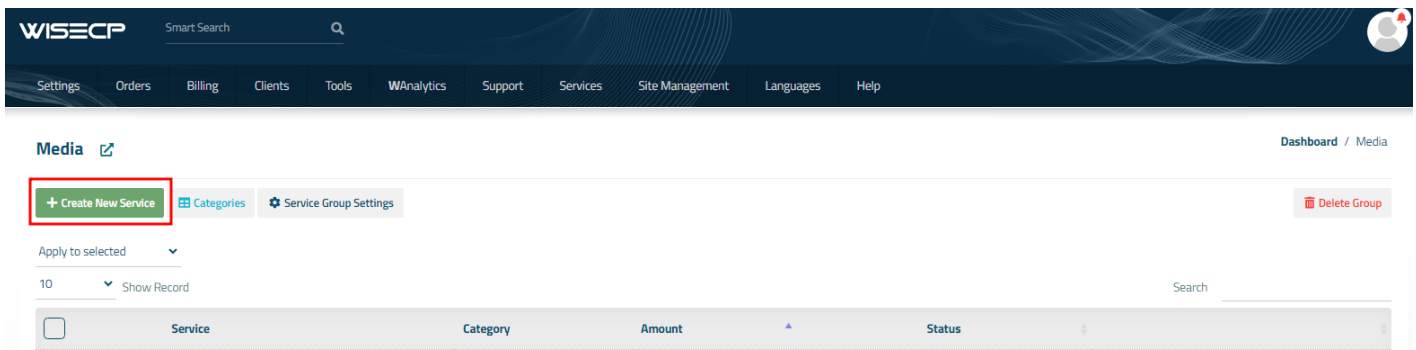 WISECP Smart Search
Settings Orders Billing Clients Tools WAnalytics Support Services Site Management Languages Help
Media Dashboard / Media
+ Create New Service Categories Service Group Settings Delete Group
Apply to selected
10 Show Record Search
Service Category Amount Status